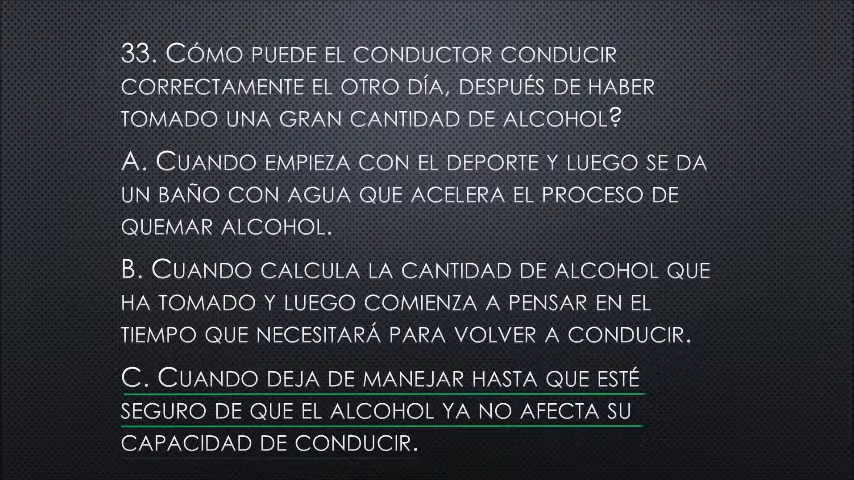 33. Cómo puede el conductor conducir
correctamente el otro día, después de haber
tomado una gran cantidad de alcohol?
A. Cuando empieza con el deporte y luego se da
un baño con agua que acelera el proceso de
quemar alcohol.
B. Cuando calcula la cantidad de alcohol que
ha tomado y luego comienza a pensar en el
tiempo que necesitará para volver a conducir.
C. Cuando deja de manejar hasta que esté
seguro de que el alcohol ya no afecta su
capacidad de conducir.